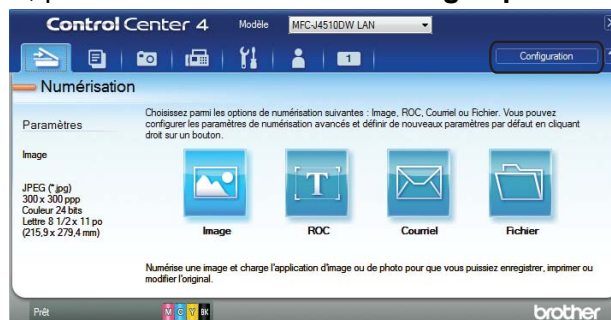 Control Center 4 Modèle MFC-J4510DW LAN
1 Configuration
Numérisation
Paramètres
Choisissez parmi les options de numérisation suivantes : Image, ROC, Courriel ou Fichier. Vous pouvez
configurer les paramètres de numérisation avancés et définir de nouveaux paramètres par défaut en cliquant
droit sur un bouton.
Image
JPEG (*.jpg)
300 x 300 ppp
Couleur 24 bits
Lettre 8 1/2 x 11 po
(215,9 x 279,4 mm)
T
Image ROC Courriel Fichier
Numérise une image et charge l'application d'image ou de photo pour que vous puissiez enregistrer, imprimer ou
modifier l'original.
Prêt M C Y BK brother